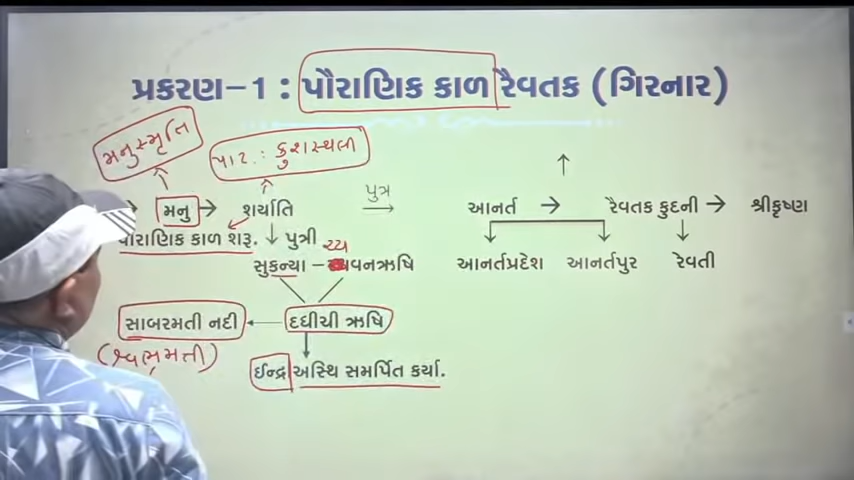 પ્રકરણ-1 : પૌરાણિક કાળ રૈવતક (ગિરનાર)
મનુસ્મૃતિ
પાટ. : કુશસ્થલી
→ મનુ → શર્યાતિ પુત્ર → આનર્ત → રૈવતક કુદની → શ્રીકૃષ્ણ
પૌરાણિક કાળ શરૂ. ↓ પુત્રી
ચ્ય
સુકન્યા - વનઋષિ આનર્તપ્રદેશ આનર્તપુર રેવતી
સાબરમતી નદી ← દધીચી ઋષિ
(શ્વભ્રમતી)
ઈન્દ્ર અસ્થિ સમર્પિત કર્યા.